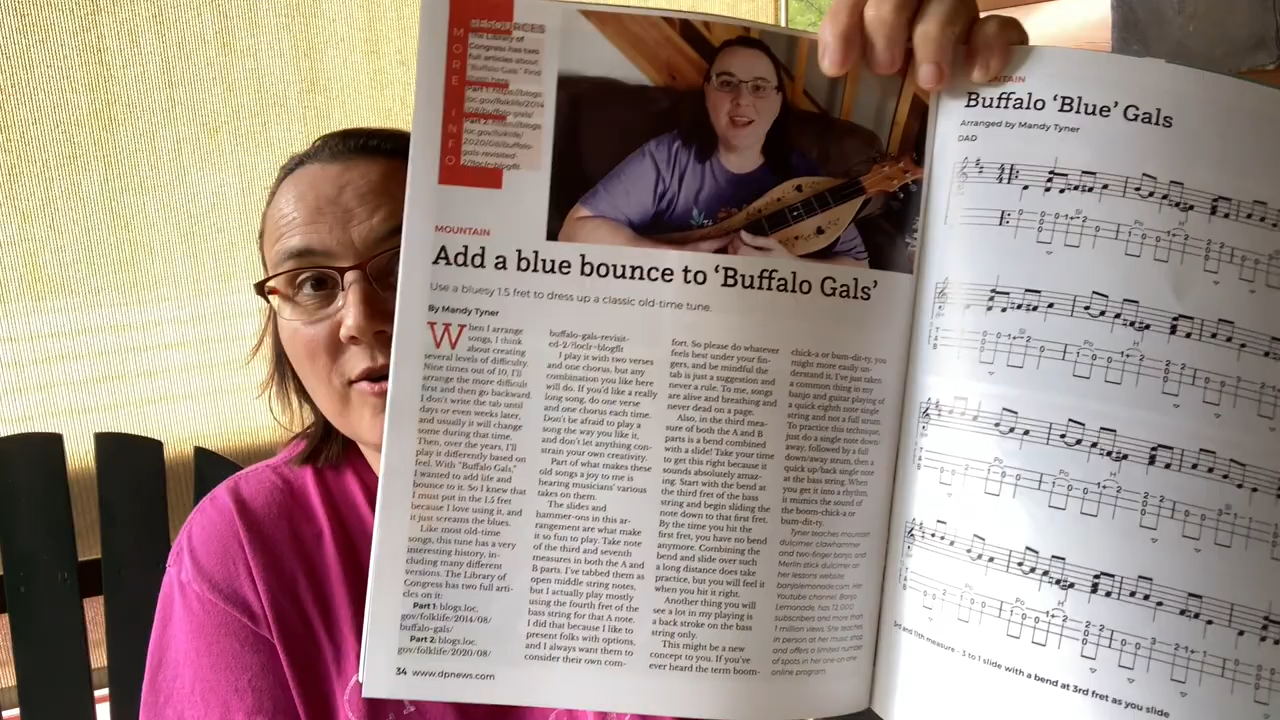 MORE INFO
RESOURCES
The Library of
Congress has two
full articles about
"Buffalo Gals." Find
them here:
Part 1: https://blogs.
loc.gov/folklife/2014
/08/buffalo-gals/
Part 2: https://blogs.
loc.gov/folklife/
2020/08/buffalo-
gals-revisited-
2/?loclr=blogflt
MOUNTAIN
Add a blue bounce to ‘Buffalo Gals’
Use a bluesy 1.5 fret to dress up a classic old-time tune.
By Mandy Tyner
When I arrange
songs, I think
about creating
several levels of difficulty.
Nine times out of 10, I'll
arrange the more difficult
first and then go backward.
I don't write the tab until
days or even weeks later,
and usually it will change
some during that time.
Then, over the years, I'll
play it differently based on
feel. With "Buffalo Gals,"
I wanted to add life and
bounce to it. So I knew that
I must put in the 1.5 fret
because I love using it, and
it just screams the blues.
Like most old-time
songs, this tune has a very
interesting history, in-
cluding many different
versions. The Library of
Congress has two full arti-
cles on it:
Part 1: blogs.loc.
gov/folklife/2014/08/
buffalo-gals/
Part 2: blogs.loc.
gov/folklife/2020/08/
buffalo-gals-revisit-
ed-2/?loclr=blogflt
I play it with two verses
and one chorus, but any
combination you like here
will do. If you'd like a really
long song, do one verse
and one chorus each time.
Don't be afraid to play a
song the way you like it,
and don't let anything con-
strain your own creativity.
Part of what makes these
old songs a joy to me is
hearing musicians' various
takes on them.
The slides and
hammer-ons in this ar-
rangement are what make
it so fun to play. Take note
of the third and seventh
measures in both the A and
B parts. I've tabbed them as
open middle string notes,
but I actually play mostly
using the fourth fret of the
bass string for that A note.
I did that because I like to
present folks with options,
and I always want them to
consider their own com-
fort. So please do whatever
feels best under your fin-
gers, and be mindful the
tab is just a suggestion and
never a rule. To me, songs
are alive and breathing and
never dead on a page.
Also, in the third mea-
sure of both the A and B
parts is a bend combined
with a slide! Take your time
to get this right because it
sounds absolutely amaz-
ing. Start with the bend at
the third fret of the bass
string and begin sliding the
note down to that first fret.
By the time you hit the
first fret, you have no bend
anymore. Combining the
bend and slide over such
a long distance does take
practice, but you will feel it
when you hit it right.
Another thing you will
see a lot in my playing is
a back stroke on the bass
string only.
This might be a new
concept to you. If you've
ever heard the term boom-
chick-a or bum-dit-ty, you
might more easily un-
derstand it. I've just taken
a common thing in my
banjo and guitar playing of
a quick eighth note single
string and not a full strum.
To practice this technique,
just do a single note down/
away, followed by a full
down/away strum, then a
quick up/back single note
at the bass string. When
you get it into a rhythm,
it mimics the sound of
the boom-chick-a or
bum-dit-ty.
Tyner teaches mountain
dulcimer, clawhammer
and two-finger banjo, and
Merlin stick dulcimer on
her lessons website
banjolemonade.com. Her
Youtube channel, Banjo
Lemonade, has 12,000
subscribers and more than
1 million views. She teaches
in person at her music shop
and offers a limited number
of spots in her one-on-one
online program.
34 www.dpnews.com
Buffalo ‘Blue’ Gals
Arranged by Mandy Tyner
DAD
3rd and 11th measure - 3 to 1 slide with a bend at 3rd fret as you slide